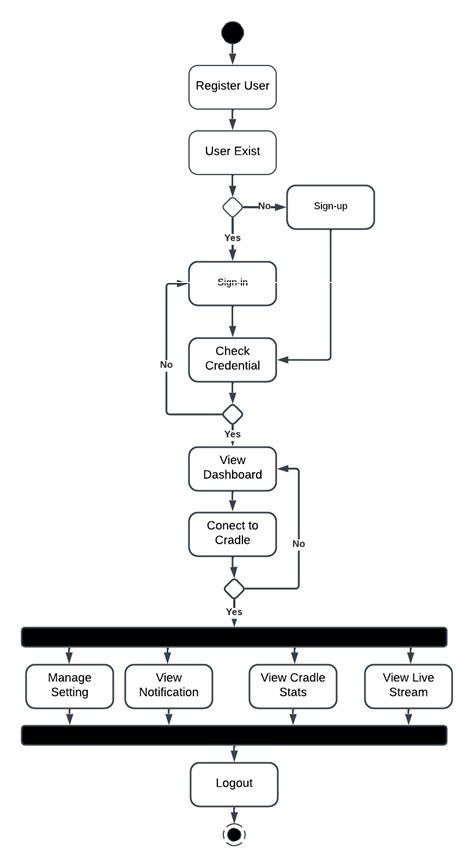 Register User
User Exist
No
Sign-up
Yes
Sign-in
Check
Credential
No
Yes
View
Dashboard
Conect to
Cradle
No
Yes
Manage
Setting
View
Notification
View Cradle
Stats
View Live
Stream
Logout